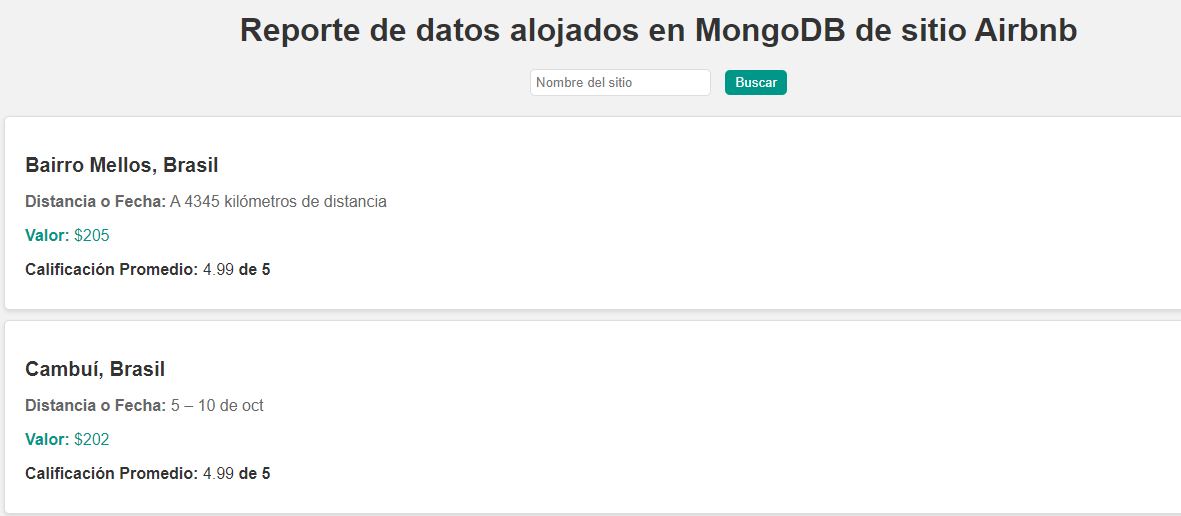 Reporte de datos alojados en MongoDB de sitio Airbnb
Nombre del sitio
Buscar
Bairro Mellos, Brasil
Distancia o Fecha: A 4345 kilómetros de distancia
Valor: $205
Calificación Promedio: 4.99 de 5
Cambuí, Brasil
Distancia o Fecha: 5 – 10 de oct
Valor: $202
Calificación Promedio: 4.99 de 5